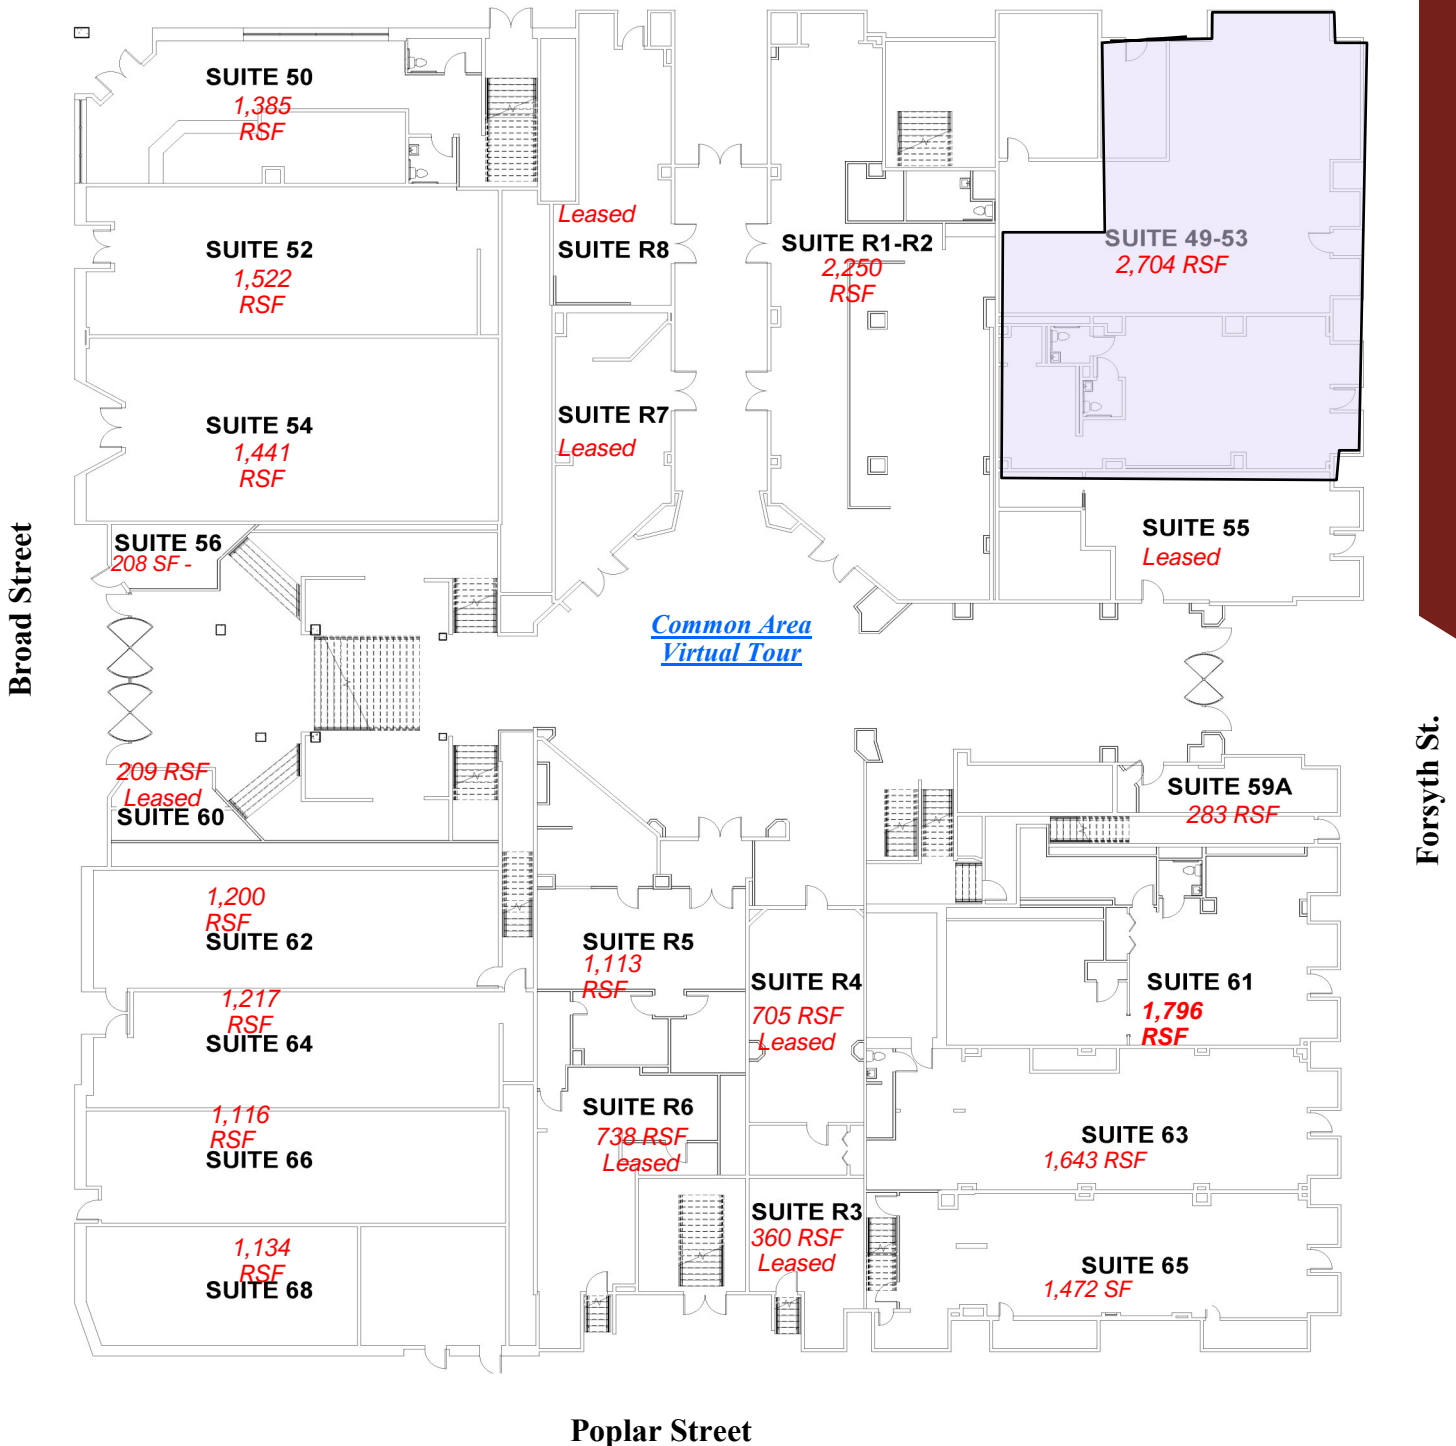 SUITE 50
1,385
RSF
SUITE 52
1,522
RSF
SUITE 54
1,441
RSF
SUITE 56
208 SF -
Leased
SUITE R8
SUITE R7
Leased
SUITE R1-R2
2,250
RSF
SUITE 49-53
2,704 RSF
SUITE 55
Leased
Broad Street
Common Area
Virtual Tour
Forsyth St.
209 RSF
Leased
SUITE 60
1,200
RSF
SUITE 62
1,217
RSF
SUITE 64
1,116
RSF
SUITE 66
1,134
RSF
SUITE 68
SUITE R5
1,113
RSF
SUITE R6
738 RSF
Leased
SUITE R4
705 RSF
Leased
SUITE R3
360 RSF
Leased
SUITE 59A
283 RSF
SUITE 61
1,796
RSF
SUITE 63
1,643 RSF
SUITE 65
1,472 SF
Poplar Street